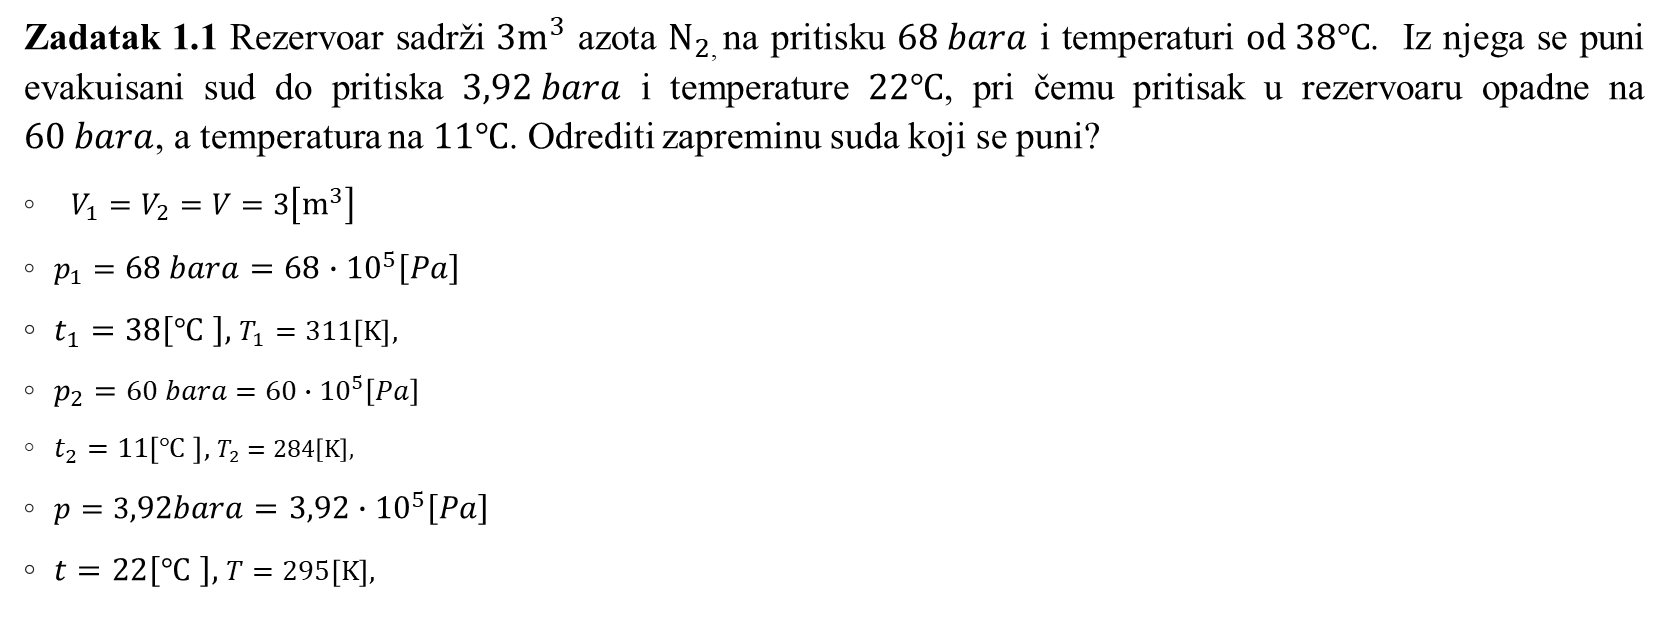 Zadatak 1.1 Rezervoar sadrži 3m³ azota N₂, na pritisku 68 bara i temperaturi od 38°C. Iz njega se puni
evakuisani sud do pritiska 3,92 bara i temperature 22°C, pri čemu pritisak u rezervoaru opadne na
60 bara, a temperatura na 11°C. Odrediti zapreminu suda koji se puni?
◦ V₁ = V₂ = V = 3[m³]
◦ p₁ = 68 bara = 68 · 10⁵[Pa]
◦ t₁ = 38[°C ], T₁ = 311[K],
◦ p₂ = 60 bara = 60 · 10⁵[Pa]
◦ t₂ = 11[°C ], T₂ = 284[K],
◦ p = 3,92bara = 3,92 · 10⁵[Pa]
◦ t = 22[°C ], T = 295[K],